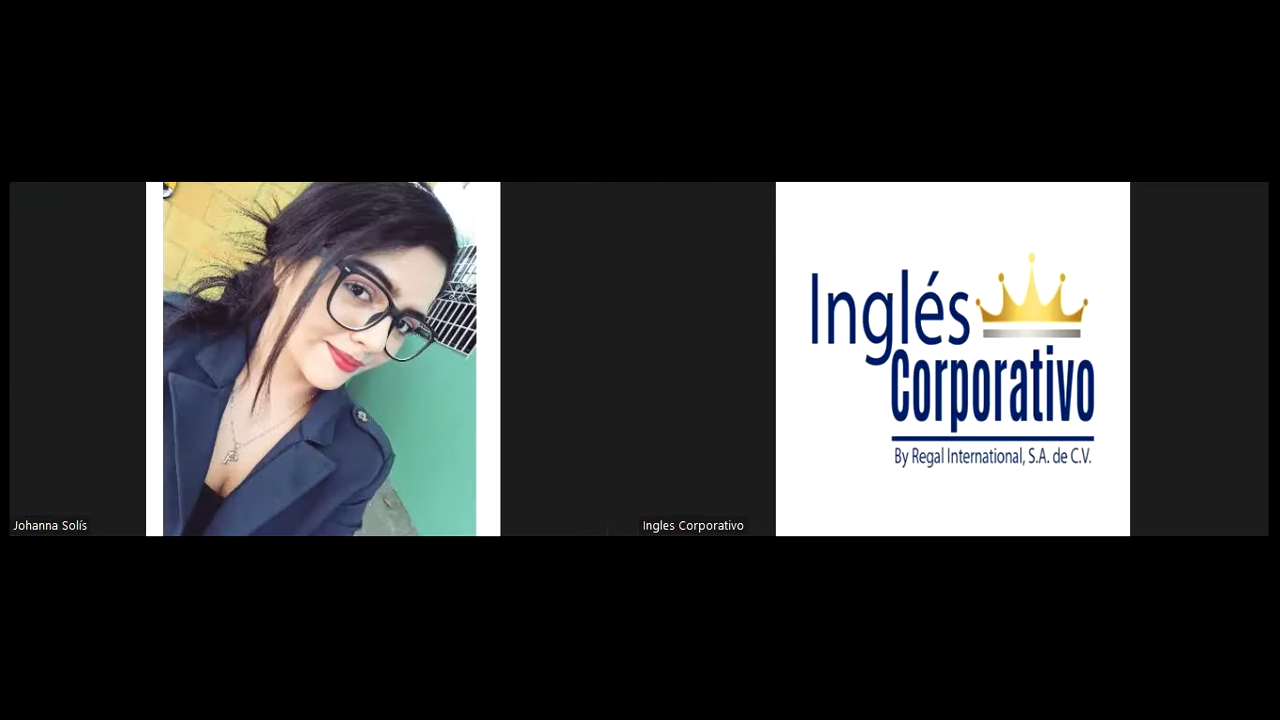 Johanna Solís
Inglés
Corporativo
By Regal International, S.A. de C.V.
Ingles Corporativo